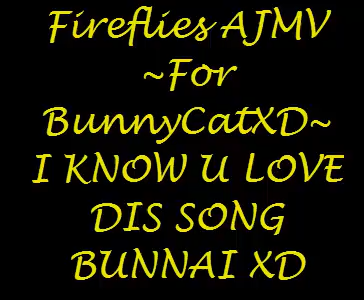 Fireflies AJMV
~For
BunnyCatXD~
I KNOW U LOVE
DIS SONG
BUNNAI XD